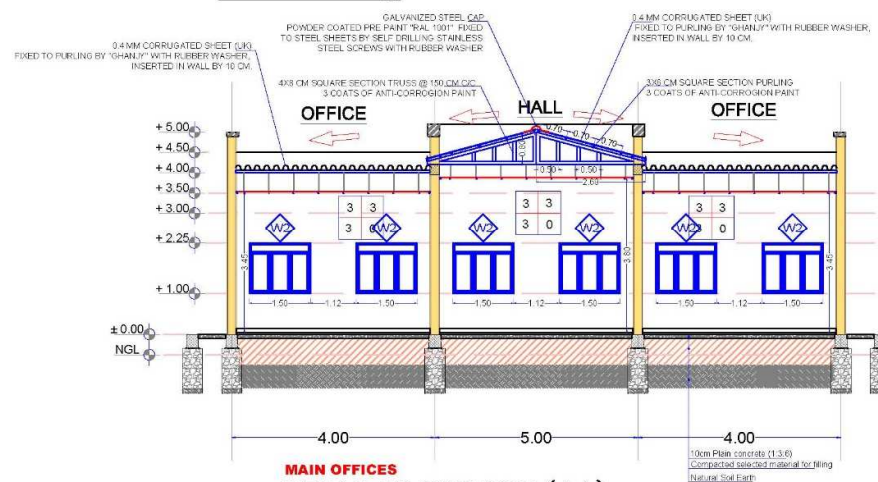 GALVANIZED STEEL CAP
POWDER COATED PRE PAINT "RAL 1001" FIXED
TO STEEL SHEETS BY SELF DRILLING STAINLESS
STEEL SCREWS WITH RUBBER WASHER
0.4 MM CORRUGATED SHEET (UK)
FIXED TO PURLING BY "GHANJY" WITH RUBBER WASHER,
INSERTED IN WALL BY 10 CM.
0.4 MM CORRUGATED SHEET (UK)
FIXED TO PURLING BY "GHANJY" WITH RUBBER WASHER,
INSERTED IN WALL BY 10 CM.
4X8 CM SQUARE SECTION TRUSS @ 150 CM C/C
3 COATS OF ANTI-CORROGION PAINT
3X6 CM SQUARE SECTION PURLING
3 COATS OF ANTI-CORROGION PAINT
OFFICE HALL OFFICE
+ 5.00
+ 4.50
+ 4.00
+ 3.50
+ 3.00
+ 2.25
+ 1.00
± 0.00
NGL
0.70 0.70 0.70
0.80
0.50 0.50
2.60
3 3
3 0
3 3
3 0
3 3
3 0
W2 W2 W2 W2 W2 W2
3.45 3.80 3.45
1.50 1.12 1.50 1.50 1.12 1.50 1.50 1.12 1.50
4.00 5.00 4.00
10cm Plain concrete (1:3:6)
Compacted selected material for filling
Natural Soil Earth
MAIN OFFICES